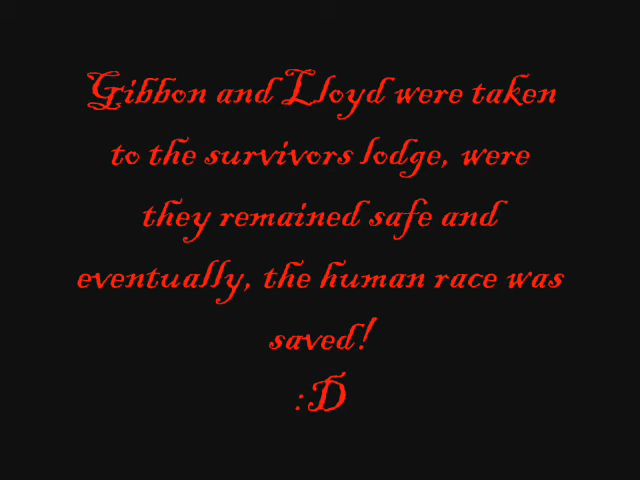 Gibbon and Lloyd were taken
to the survivors lodge, were
they remained safe and
eventually, the human race was
saved!
:D